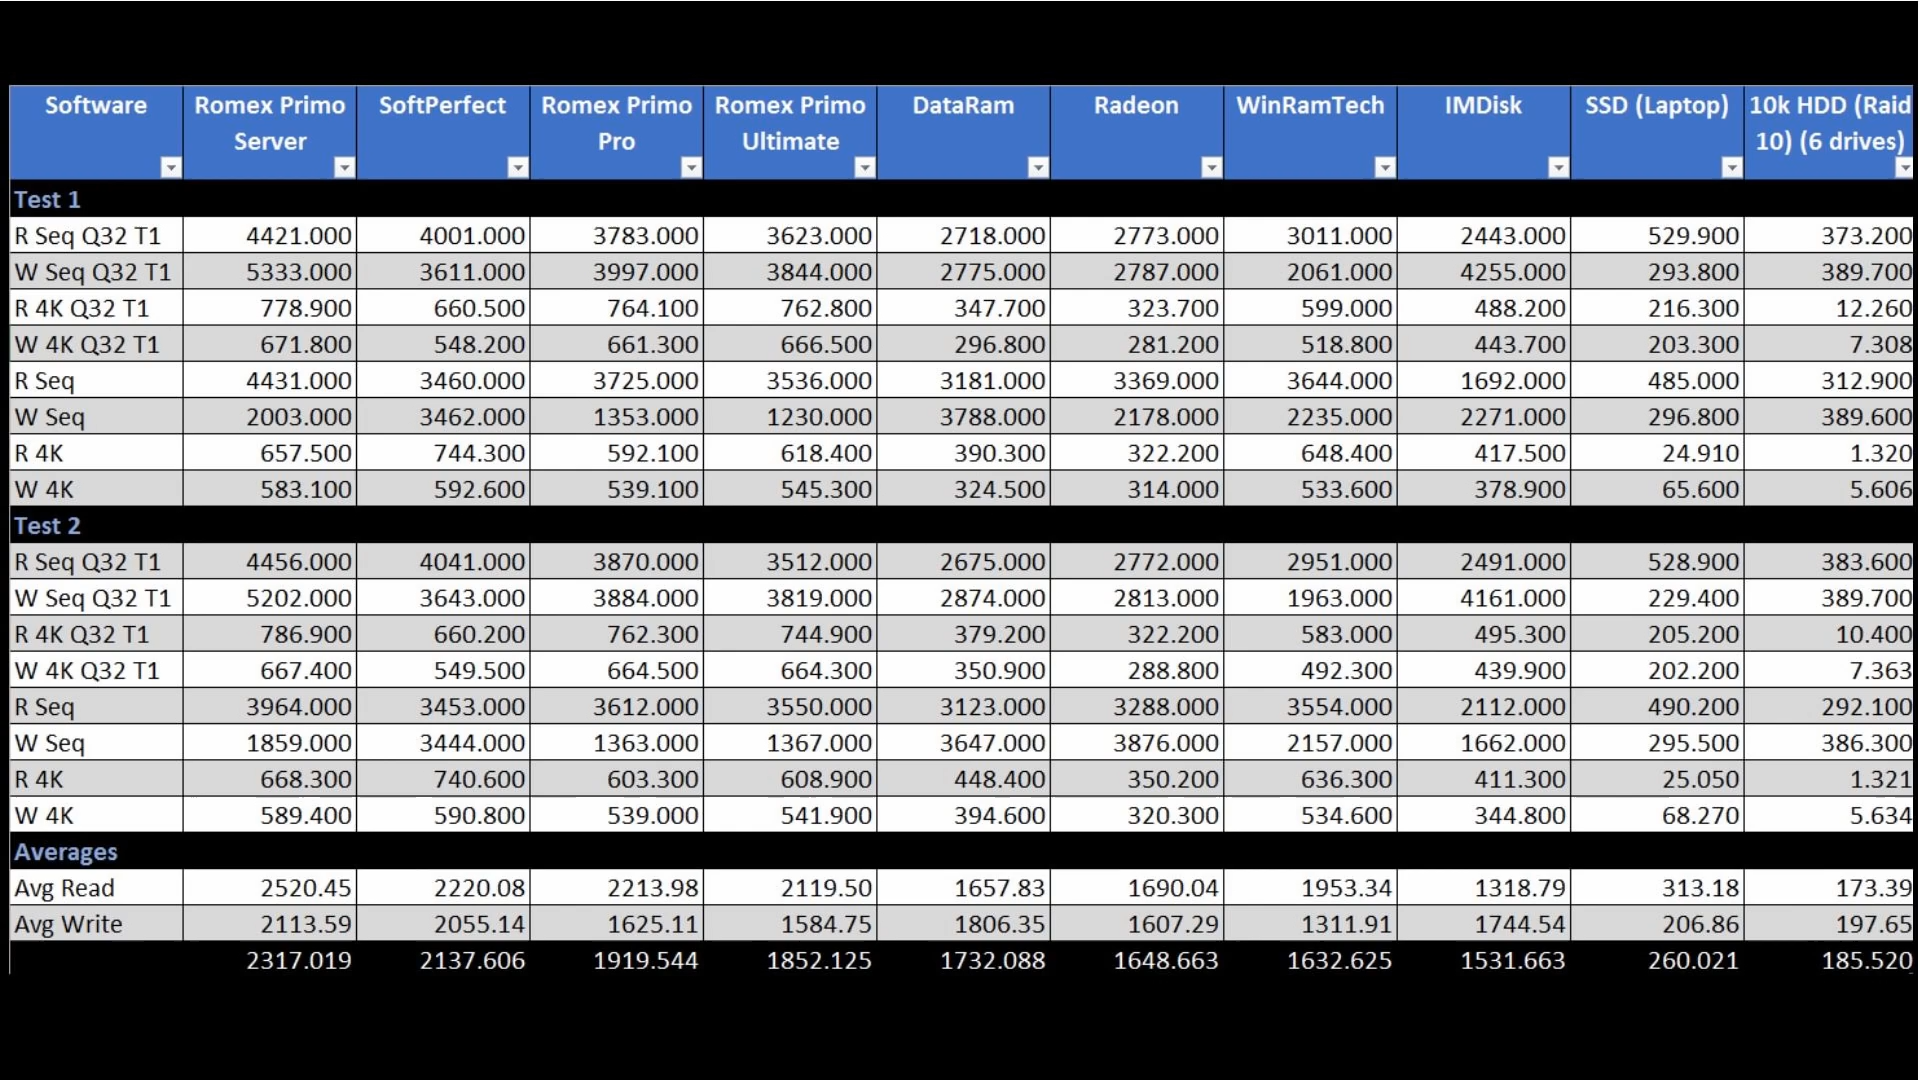 Software Romex Primo Server SoftPerfect Romex Primo Pro Romex Primo Ultimate DataRam Radeon WinRamTech IMDisk SSD (Laptop) 10k HDD (Raid 10) (6 drives)
Test 1
R Seq Q32 T1 4421.000 4001.000 3783.000 3623.000 2718.000 2773.000 3011.000 2443.000 529.900 373.200
W Seq Q32 T1 5333.000 3611.000 3997.000 3844.000 2775.000 2787.000 2061.000 4255.000 293.800 389.700
R 4K Q32 T1 778.900 660.500 764.100 762.800 347.700 323.700 599.000 488.200 216.300 12.260
W 4K Q32 T1 671.800 548.200 661.300 666.500 296.800 281.200 518.800 443.700 203.300 7.308
R Seq 4431.000 3460.000 3725.000 3536.000 3181.000 3369.000 3644.000 1692.000 485.000 312.900
W Seq 2003.000 3462.000 1353.000 1230.000 3788.000 2178.000 2235.000 2271.000 296.800 389.600
R 4K 657.500 744.300 592.100 618.400 390.300 322.200 648.400 417.500 24.910 1.320
W 4K 583.100 592.600 539.100 545.300 324.500 314.000 533.600 378.900 65.600 5.606
Test 2
R Seq Q32 T1 4456.000 4041.000 3870.000 3512.000 2675.000 2772.000 2951.000 2491.000 528.900 383.600
W Seq Q32 T1 5202.000 3643.000 3884.000 3819.000 2874.000 2813.000 1963.000 4161.000 229.400 389.700
R 4K Q32 T1 786.900 660.200 762.300 744.900 379.200 322.200 583.000 495.300 205.200 10.400
W 4K Q32 T1 667.400 549.500 664.500 664.300 350.900 288.800 492.300 439.900 202.200 7.363
R Seq 3964.000 3453.000 3612.000 3550.000 3123.000 3288.000 3554.000 2112.000 490.200 292.100
W Seq 1859.000 3444.000 1363.000 1367.000 3647.000 3876.000 2157.000 1662.000 295.500 386.300
R 4K 668.300 740.600 603.300 608.900 448.400 350.200 636.300 411.300 25.050 1.321
W 4K 589.400 590.800 539.000 541.900 394.600 320.300 534.600 344.800 68.270 5.634
Averages
Avg Read 2520.45 2220.08 2213.98 2119.50 1657.83 1690.04 1953.34 1318.79 313.18 173.39
Avg Write 2113.59 2055.14 1625.11 1584.75 1806.35 1607.29 1311.91 1744.54 206.86 197.65
2317.019 2137.606 1919.544 1852.125 1732.088 1648.663 1632.625 1531.663 260.021 185.520